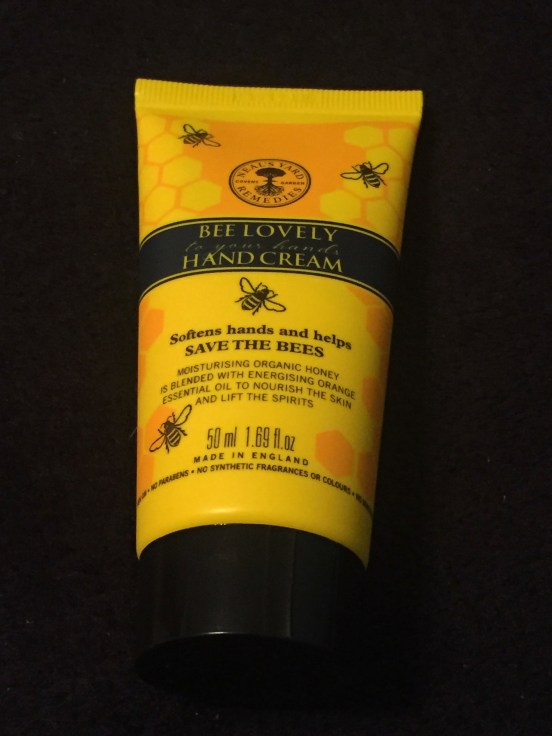 NEAL'S YARD
COVENT GARDEN
REMEDIES
BEE LOVELY
to your hands
HAND CREAM
Softens hands and helps
SAVE THE BEES
MOISTURISING ORGANIC HONEY
IS BLENDED WITH ENERGISING ORANGE
ESSENTIAL OIL TO NOURISH THE SKIN
AND LIFT THE SPIRITS
50 ml 1.69 fl.oz
MADE IN ENGLAND
• NO PARABENS • NO SYNTHETIC FRAGRANCES OR COLOURS •